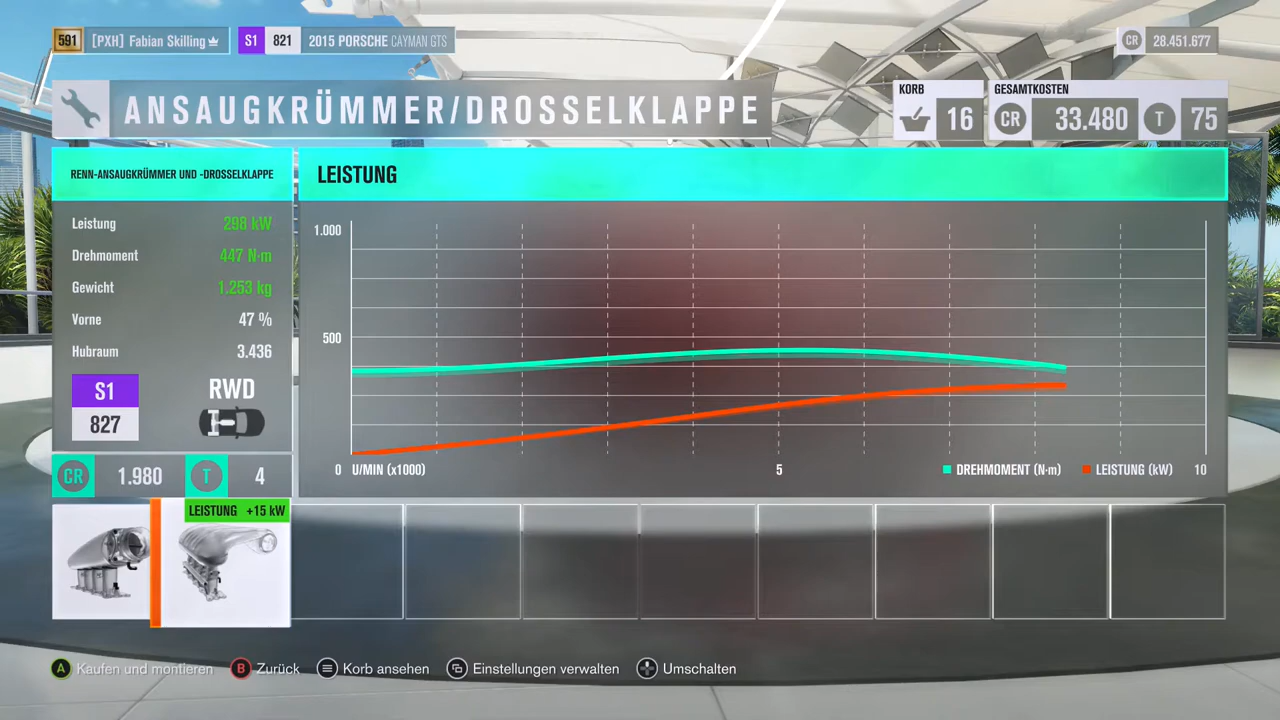 591
[PXH] Fabian Skilling
S1 821 2015 PORSCHE CAYMAN GTS
CR 28.451.677
ANSAUGKRÜMMER/DROSSELKLAPPE
KORB
16
GESAMTKOSTEN
CR 33.480 T 75
RENN-ANSAUGKRÜMMER UND -DROSSELKLAPPE
Leistung 298 kW
Drehmoment 447 N·m
Gewicht 1.253 kg
Vorne 47 %
Hubraum 3.436
S1
827
RWD
CR 1.980 T 4
LEISTUNG
1.000
500
0 U/MIN (x1000) 5 10
DREHMOMENT (N·m) LEISTUNG (kW)
LEISTUNG +15 kW
A Kaufen und montieren B Zurück Korb ansehen Einstellungen verwalten Umschalten